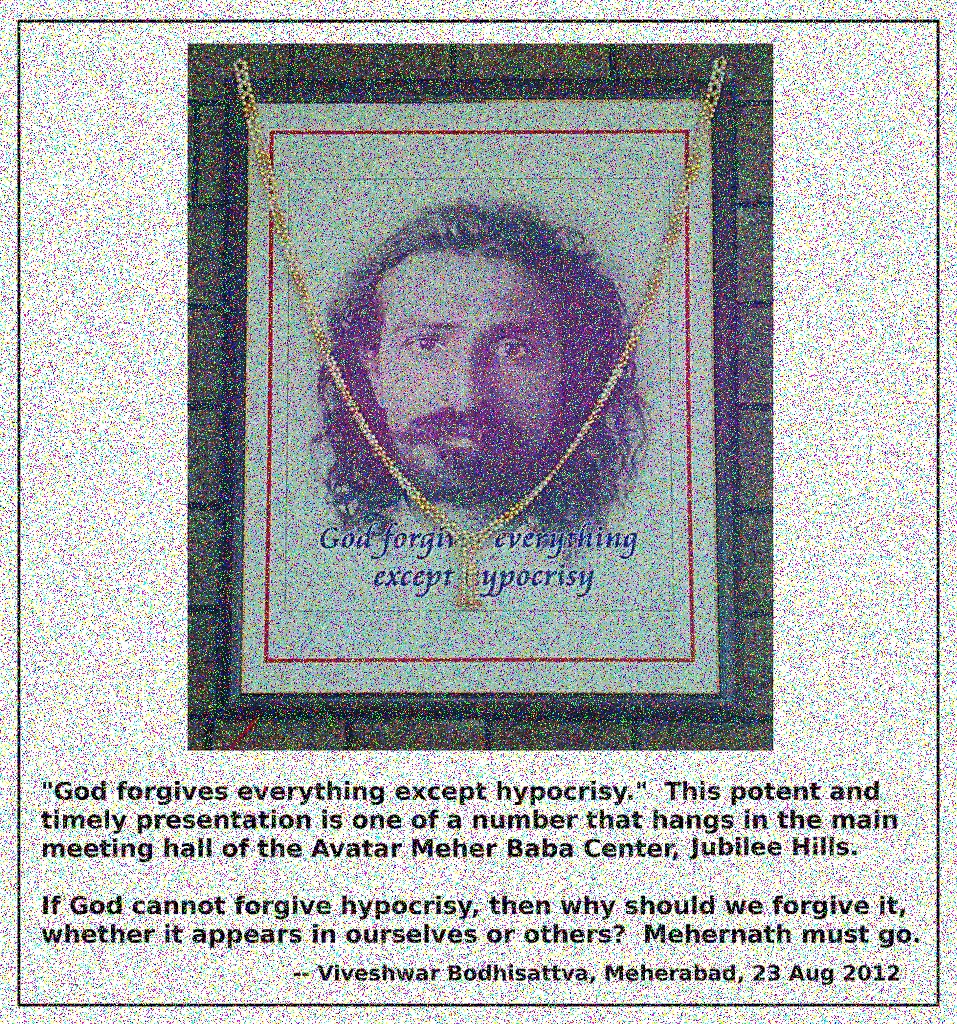 God forgiv everything
except ypocrisy
"God forgives everything except hypocrisy."  This potent and
timely presentation is one of a number that hangs in the main
meeting hall of the Avatar Meher Baba Center, Jubilee Hills.
If God cannot forgive hypocrisy, then why should we forgive it,
whether it appears in ourselves or others?  Mehernath must go.
-- Viveshwar Bodhisattva, Meherabad, 23 Aug 2012